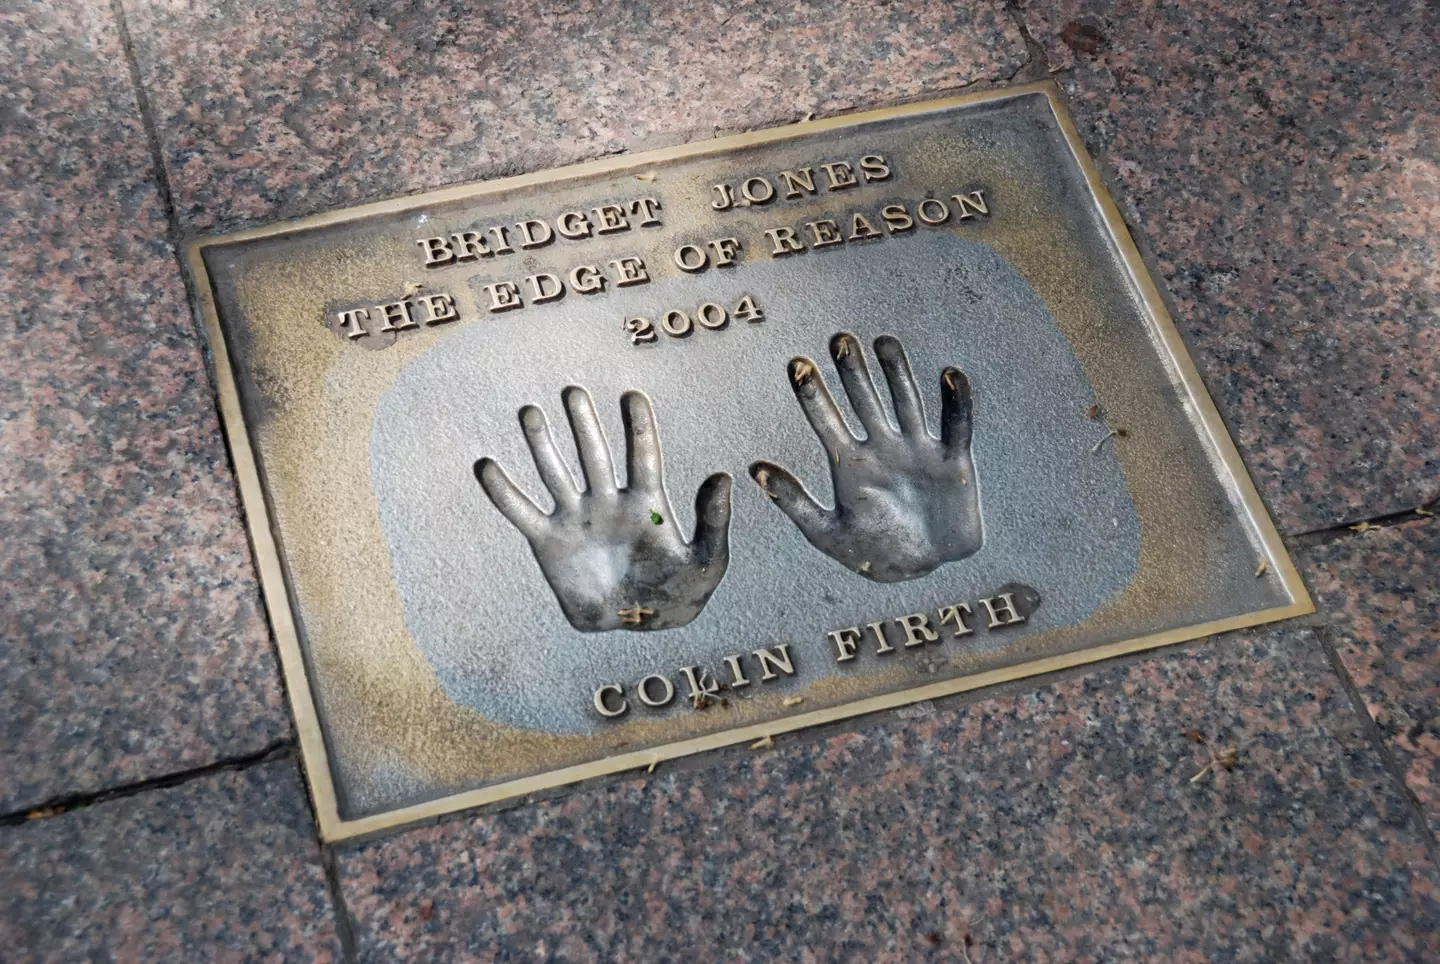 BRIDGET JONES
THE EDGE OF REASON
2004
COLIN FIRTH